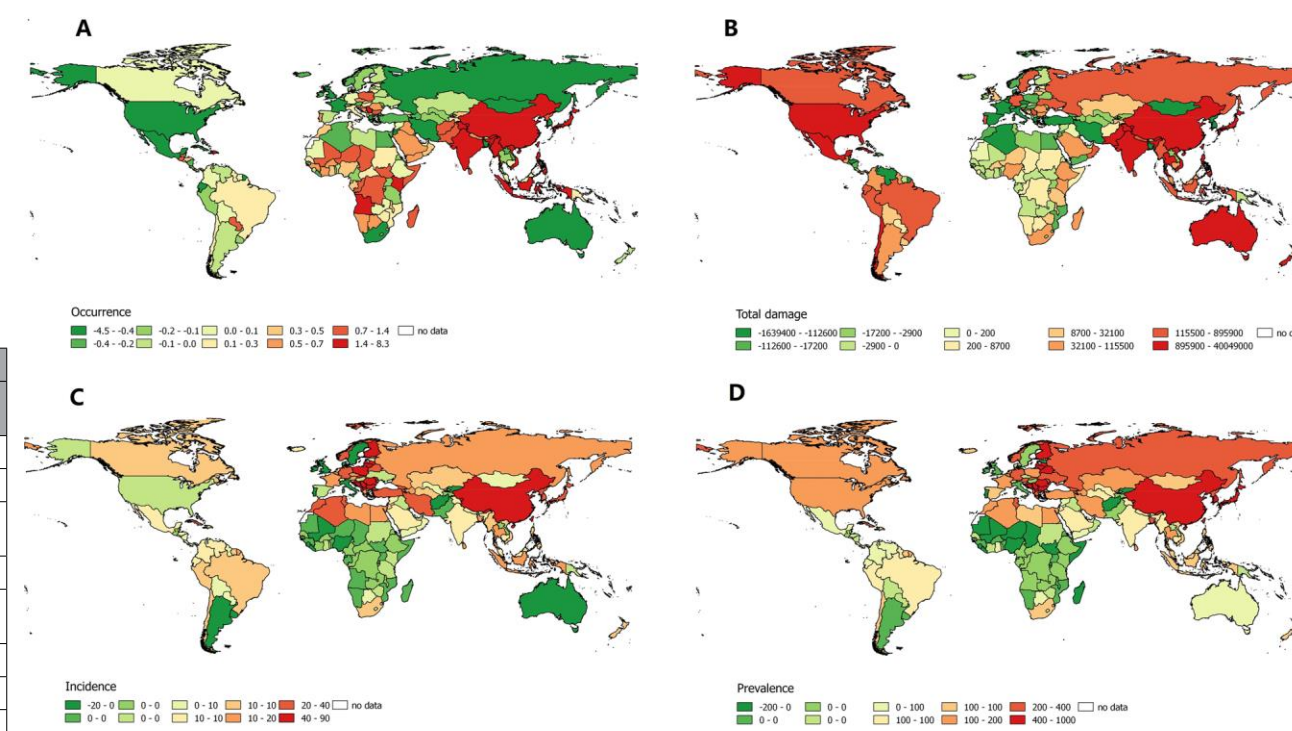 A
Occurrence
-4.5 - -0.4 -0.2 - -0.1 0.0 - 0.1 0.3 - 0.5 0.7 - 1.4 no data
-0.4 - -0.2 -0.1 - 0.0 0.1 - 0.3 0.5 - 0.7 1.4 - 8.3
B
Total damage
-1639400 - -112600 -17200 - -2900 0 - 200 8700 - 32100 115500 - 895900 no d
-112600 - -17200 -2900 - 0 200 - 8700 32100 - 115500 895900 - 40049000
C
Incidence
-20 - 0 0 - 0 0 - 10 10 - 10 20 - 40 no data
0 - 0 0 - 0 10 - 10 10 - 20 40 - 90
D
Prevalence
-200 - 0 0 - 0 0 - 100 100 - 100 200 - 400 no data
0 - 0 0 - 0 100 - 100 100 - 200 400 - 1000